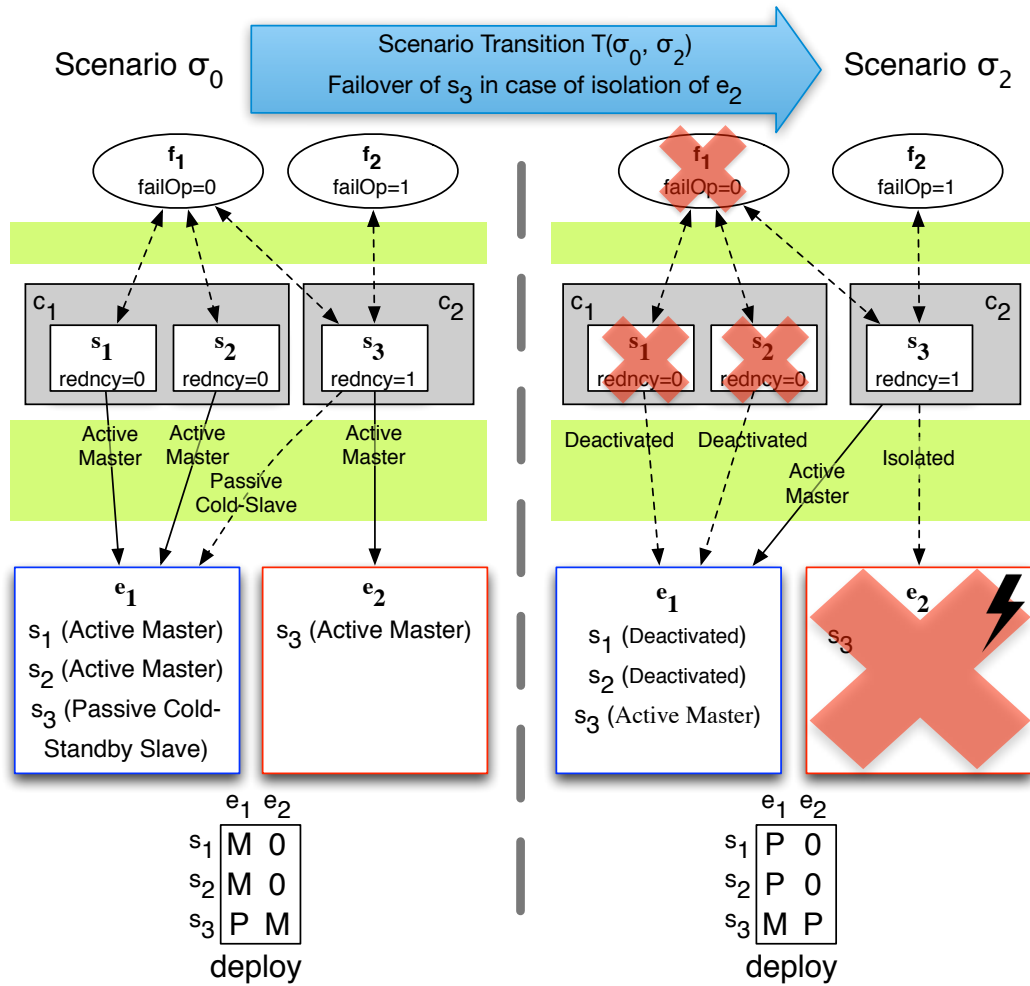 Scenario σ0
Scenario Transition T(σ0, σ2)
Failover of s3 in case of isolation of e2
Scenario σ2
f1
failOp=0
f2
failOp=1
c1
s1
redncy=0
s2
redncy=0
c2
s3
redncy=1
Active
Master
Active
Master
Passive
Cold-Slave
Active
Master
e1
s1 (Active Master)
s2 (Active Master)
s3 (Passive Cold-
Standby Slave)
e2
s3 (Active Master)
e1 e2
s1 M 0
s2 M 0
s3 P M
deploy
f1
failOp=0
f2
failOp=1
c1
s1
redncy=0
s2
redncy=0
c2
s3
redncy=1
Deactivated
Deactivated
Active
Master
Isolated
e1
s1 (Deactivated)
s2 (Deactivated)
s3 (Active Master)
e2
s3
e1 e2
s1 P 0
s2 P 0
s3 M P
deploy